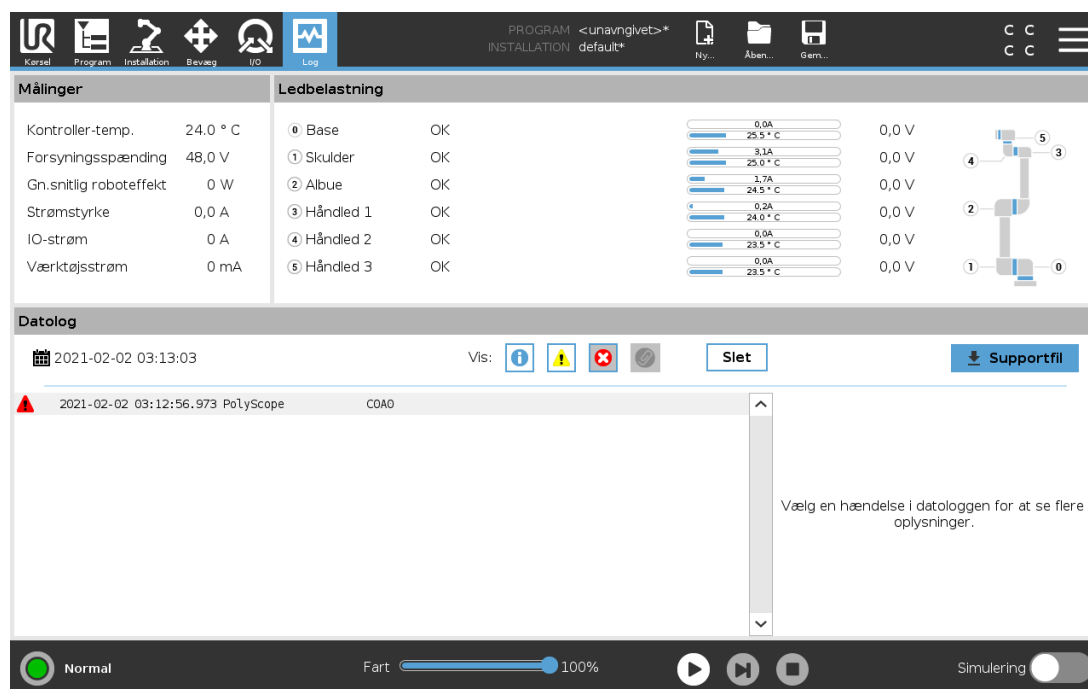 PROGRAM <unavngivet>*
INSTALLATION default*
UR
Kørsel Program Installation Bevæg I/O Log
Ny... Åben... Gem...
C C
C C
Målinger
Kontroller-temp. 24.0 ° C
Forsyningsspænding 48,0 V
Gn.snitlig roboteffekt 0 W
Strømstyrke 0,0 A
IO-strøm 0 A
Værktøjsstrøm 0 mA
Ledbelastning
0 Base OK 0,0A 25.5 ° C 0,0 V
1 Skulder OK 3,1A 25.0 ° C 0,0 V
2 Albue OK 1,7A 24.5 ° C 0,0 V
3 Håndled 1 OK 0,2A 24.0 ° C 0,0 V
4 Håndled 2 OK 0,0A 23.5 ° C 0,0 V
5 Håndled 3 OK 0,0A 23.5 ° C 0,0 V
5
3
4
2
1 0
Datolog
2021-02-02 03:13:03 Vis: Slet Supportfil
2021-02-02 03:12:56.973 PolyScope C0A0
Vælg en hændelse i datologgen for at se flere
oplysninger.
Normal Fart 100% Simulering